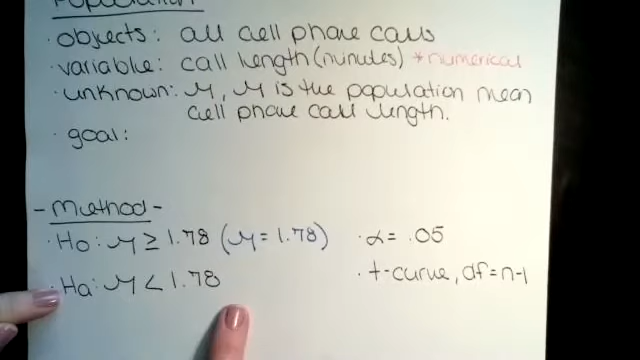 Population
· objects: all cell phone calls
· variable: call length (minutes) *numerical
· unknown: μ, μ is the population mean
cell phone call length.
· goal:
- Method -
· Ho: μ ≥ 1.78 (μ = 1.78) · α = .05
· Ha: μ < 1.78 · t-curve, df = n-1